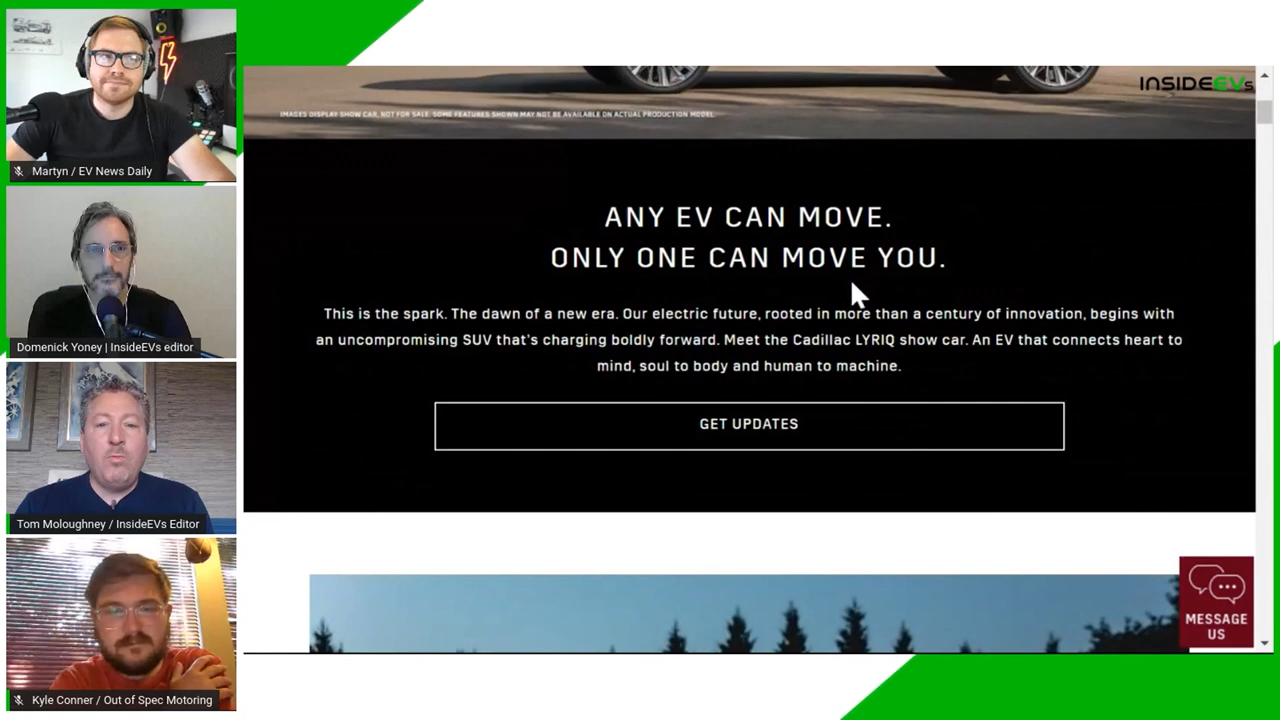 Martyn / EV News Daily
Domenick Yoney | InsideEVs editor
Tom Moloughney / InsideEVs Editor
Kyle Conner / Out of Spec Motoring
INSIDEEVs
IMAGES DISPLAY SHOW CAR, NOT FOR SALE. SOME FEATURES SHOWN MAY NOT BE AVAILABLE ON ACTUAL PRODUCTION MODEL.
ANY EV CAN MOVE.
ONLY ONE CAN MOVE YOU.
This is the spark. The dawn of a new era. Our electric future, rooted in more than a century of innovation, begins with
an uncompromising SUV that's charging boldly forward. Meet the Cadillac LYRIQ show car. An EV that connects heart to
mind, soul to body and human to machine.
GET UPDATES
MESSAGE
US